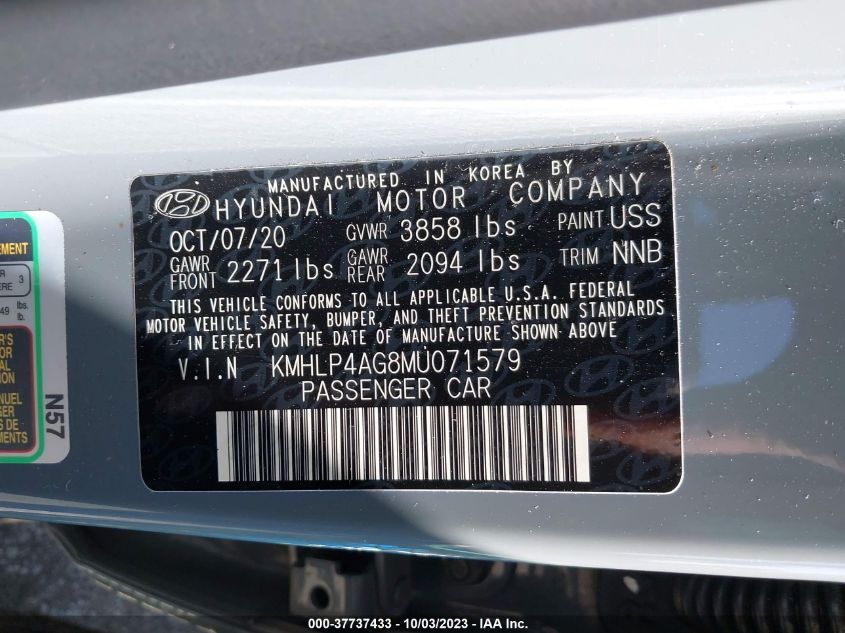 MANUFACTURED IN KOREA BY
HYUNDAI MOTOR COMPANY
OCT/07/20 GVWR 3858 lbs PAINT USS
GAWR FRONT 2271 lbs GAWR REAR 2094 lbs TRIM NNB
THIS VEHICLE CONFORMS TO ALL APPLICABLE U.S.A. FEDERAL
MOTOR VEHICLE SAFETY, BUMPER, AND THEFT PREVENTION STANDARDS
IN EFFECT ON THE DATE OF MANUFACTURE SHOWN ABOVE
V.I.N KMHLP4AG8MU071579
PASSENGER CAR
3
lbs.
N57
000-37737433 - 10/03/2023 - IAA Inc.